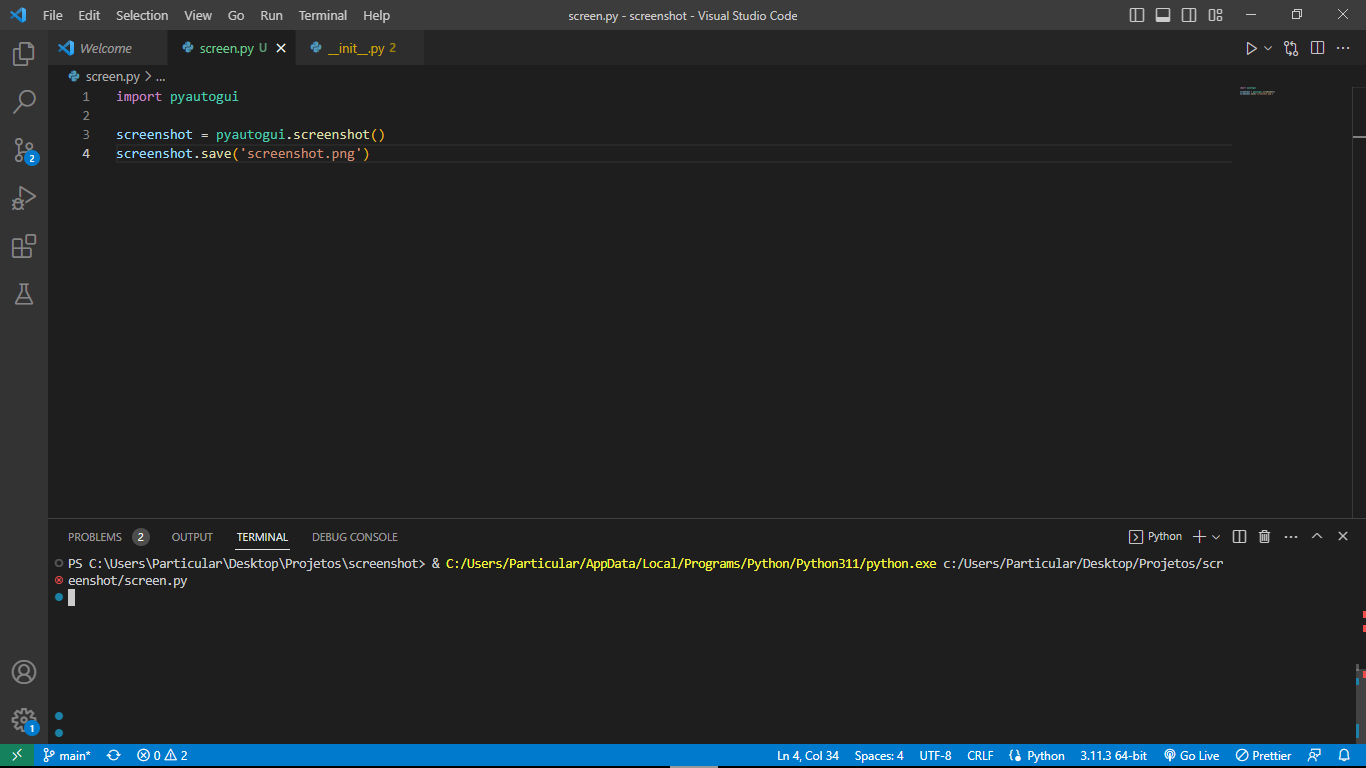 File Edit Selection View Go Run Terminal Help screen.py - screenshot - Visual Studio Code
Welcome screen.py U __init__.py 2
screen.py > ...
1 import pyautogui
2
3 screenshot = pyautogui.screenshot()
4 screenshot.save('screenshot.png')
PROBLEMS 2 OUTPUT TERMINAL DEBUG CONSOLE Python
PS C:\Users\Particular\Desktop\Projetos\screenshot> & C:/Users/Particular/AppData/Local/Programs/Python/Python311/python.exe c:/Users/Particular/Desktop/Projetos/scr
eenshot/screen.py
2
1
main* 0 2 Ln 4, Col 34 Spaces: 4 UTF-8 CRLF Python 3.11.3 64-bit Go Live Prettier